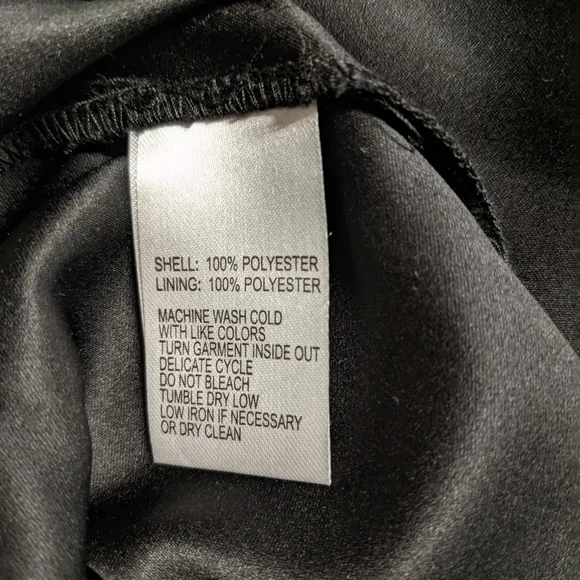 SHELL: 100% POLYESTER
LINING: 100% POLYESTER
MACHINE WASH COLD
WITH LIKE COLORS
TURN GARMENT INSIDE OUT
DELICATE CYCLE
DO NOT BLEACH
TUMBLE DRY LOW
LOW IRON IF NECESSARY
OR DRY CLEAN